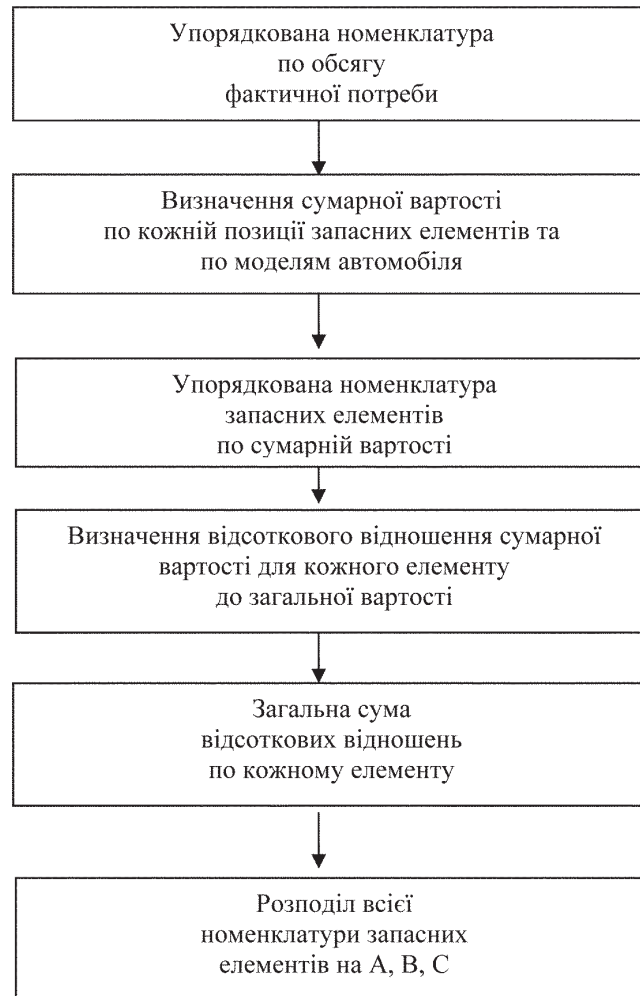 Упорядкована номенклатура
по обсягу
фактичної потреби
Визначення сумарної вартості
по кожній позиції запасних елементів та
по моделям автомобіля
Упорядкована номенклатура
запасних елементів
по сумарній вартості
Визначення відсоткового відношення сумарної
вартості для кожного елементу
до загальної вартості
Загальна сума
відсоткових відношень
по кожному елементу
Розподіл всієї
номенклатури запасних
елементів на А, В, С